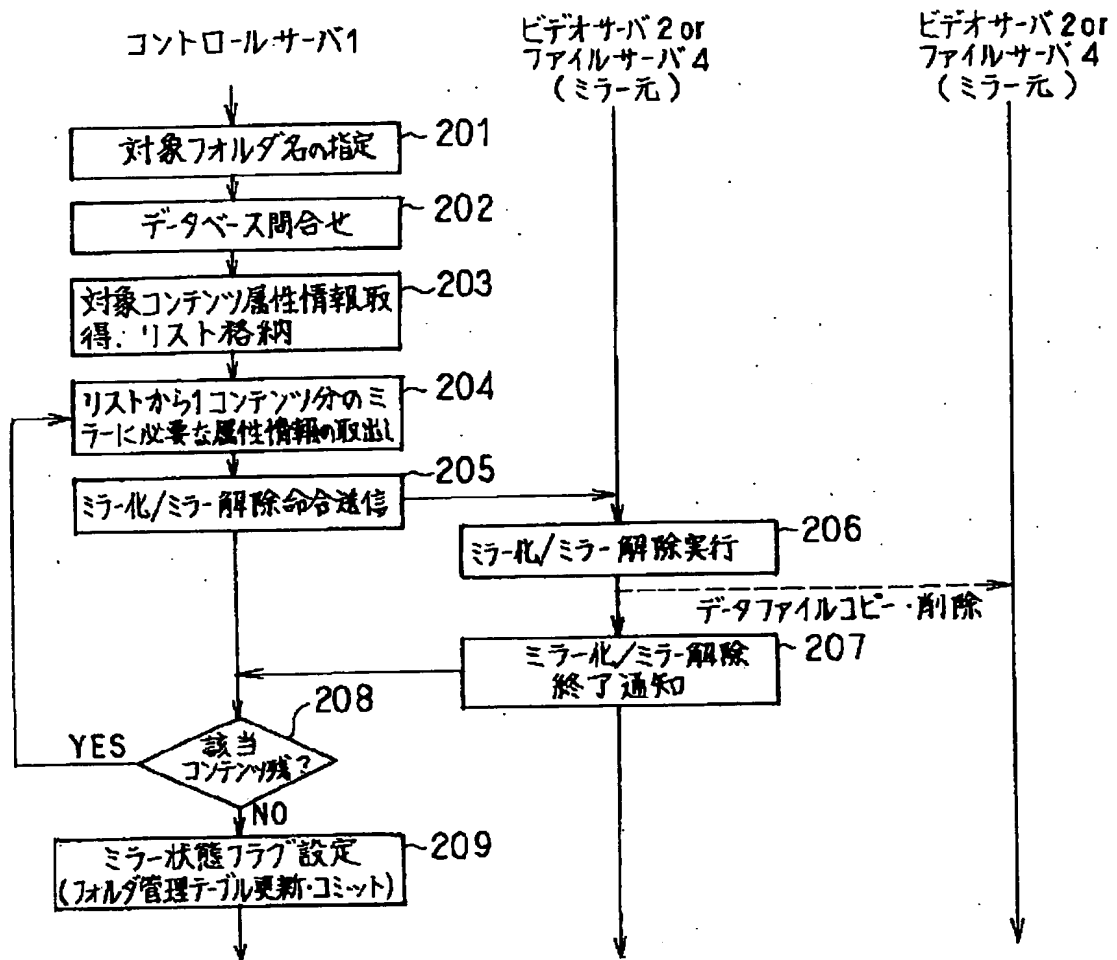 コントロールサーバ1
ビデオサーバ2or
ファイルサーバ4
(ミラー元)
ビデオサーバ2or
ファイルサーバ4
(ミラー元)
対象フォルダ名の指定
201
データベース問合せ
202
対象コンテンツ属性情報取
得:リスト格納
203
リストから1コンテンツ分のミ
ラーに必要な属性情報の取出し
204
ミラー化/ミラー解除命令送信
205
ミラー化/ミラー解除実行
206
データファイルコピー・削除
ミラー化/ミラー解除
終了通知
207
208
該当
コンテンツ残?
YES
NO
ミラー状態フラグ設定
(フォルダ管理テーブル更新・コミット)
209